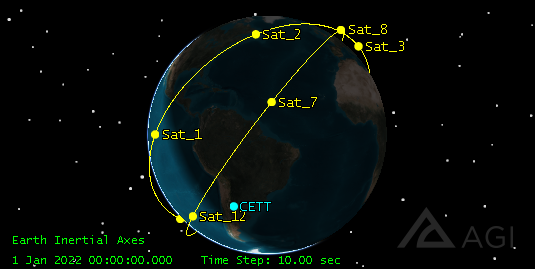 Sat_8
Sat_2
Sat_3
Sat_7
Sat_1
CETT
Sat_12
Earth Inertial Axes
AGI
1 Jan 2022 00:00:00.000 Time Step: 10.00 sec